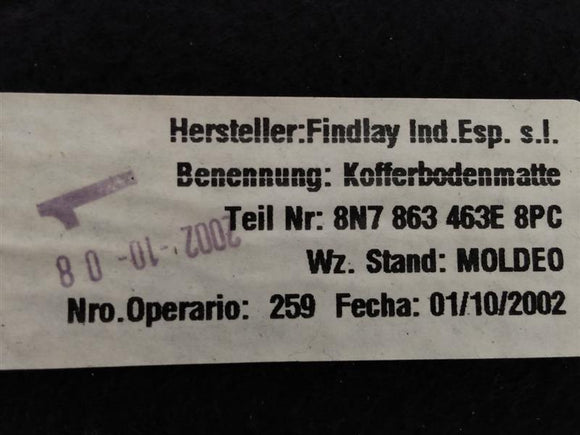 Hersteller:Findlay Ind.Esp. s.l.
Benennung: Kofferbodenmatte
Teil Nr: 8N7 863 463E 8PC
Wz. Stand: MOLDEO
Nro.Operario: 259 Fecha: 01/10/2002
2002-10-08